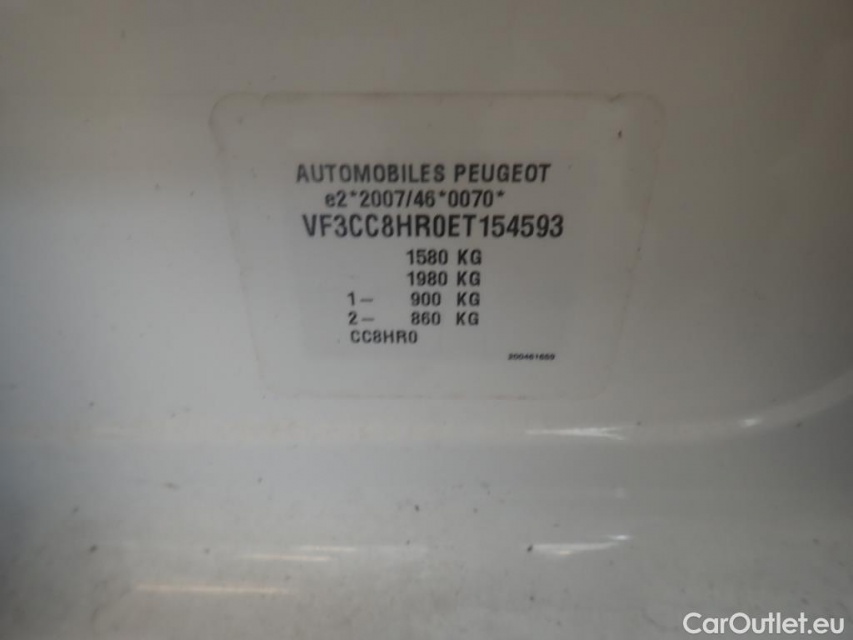 AUTOMOBILES PEUGEOT
e2*2007/46*0070*
VF3CC8HR0ET154593
1580 KG
1980 KG
1- 900 KG
2- 860 KG
CC8HR0
CarOutlet.eu